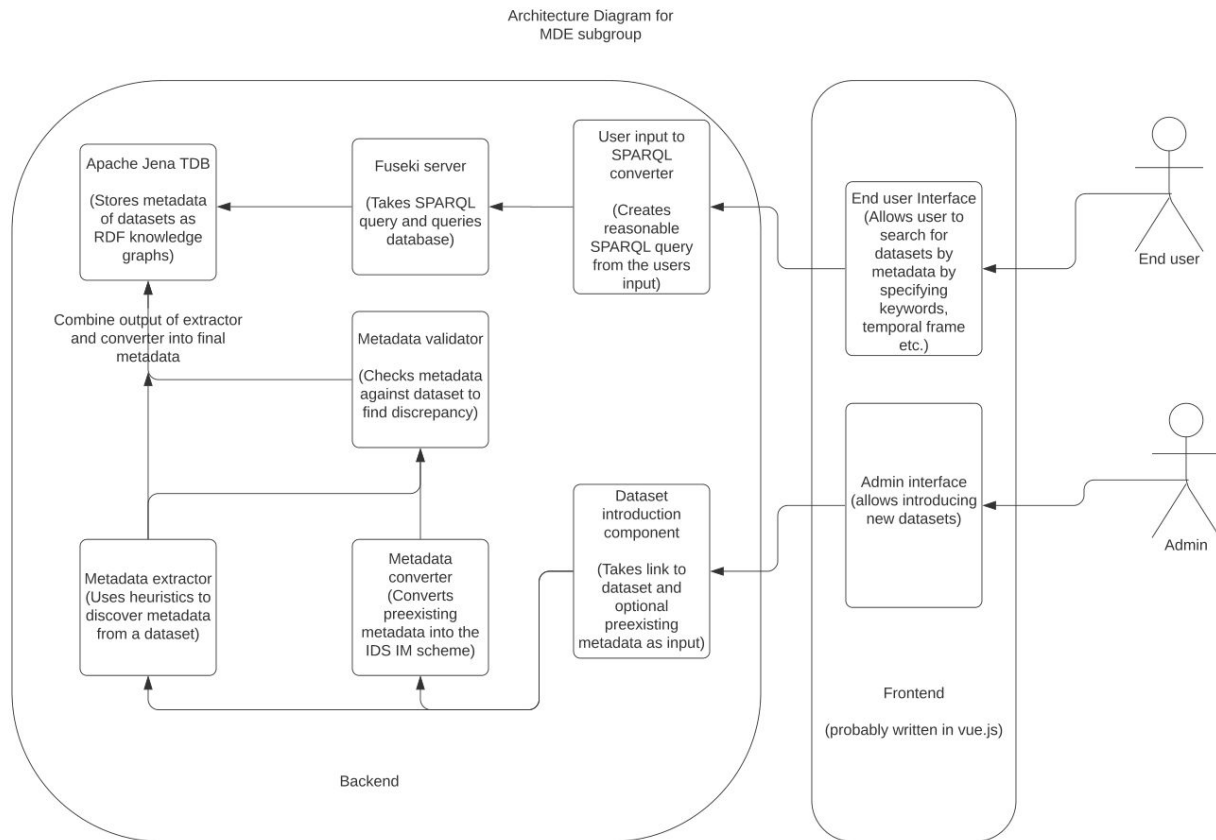 Architecture Diagram for
MDE subgroup
Apache Jena TDB
(Stores metadata
of datasets as
RDF knowledge
graphs)
Fuseki server
(Takes SPARQL
query and queries
database)
User input to
SPARQL
converter
(Creates
reasonable
SPARQL query
from the users
input)
End user Interface
(Allows user to
search for
datasets by
metadata by
specifying
keywords,
temporal frame
etc.)
End user
Combine output of extractor
and converter into final
metadata
Metadata validator
(Checks metadata
against dataset to
find discrepancy)
Metadata extractor
(Uses heuristics to
discover metadata
from a dataset)
Metadata
converter
(Converts
preexisting
metadata into the
IDS IM scheme)
Dataset
introduction
component
(Takes link to
dataset and
optional
preexisting
metadata as input)
Admin interface
(allows introducing
new datasets)
Admin
Frontend
(probably written in vue.js)
Backend